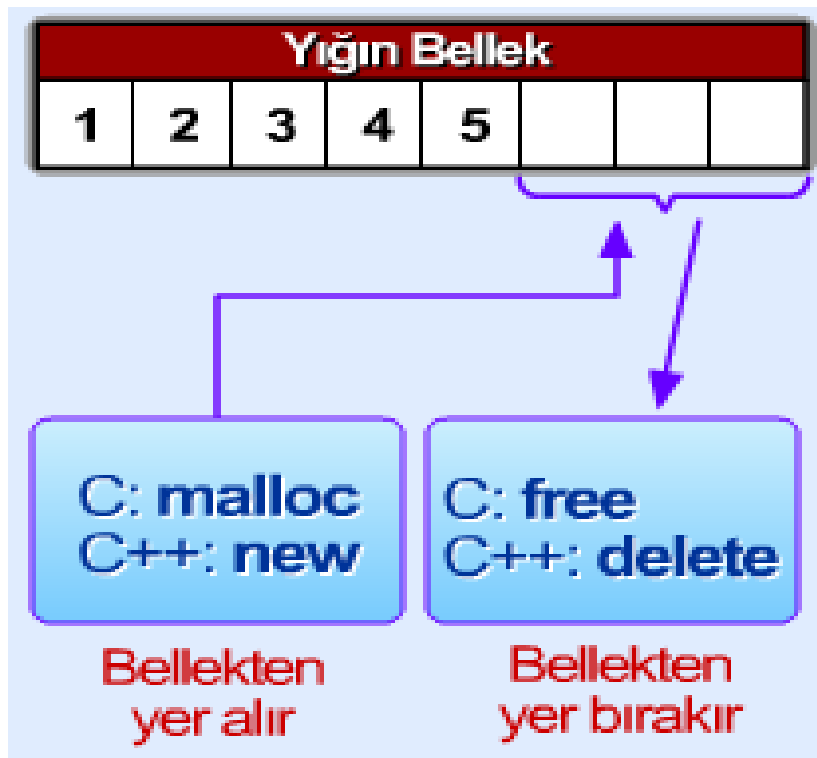 Yığın Bellek
1 2 3 4 5
C: malloc
C++: new
C: free
C++: delete
Bellekten
yer alır
Bellekten
yer bırakır